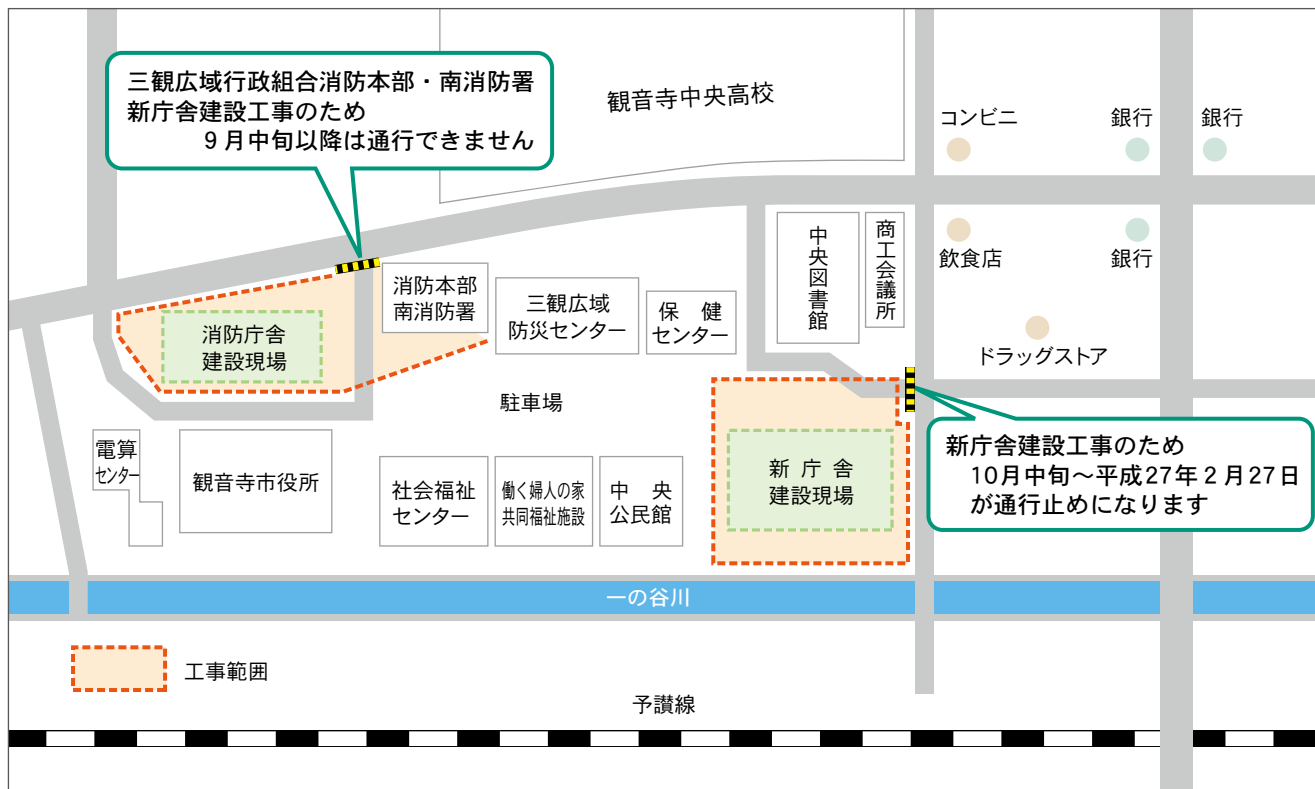 三観広域行政組合消防本部・南消防署
新庁舎建設工事のため
9月中旬以降は通行できません
観音寺中央高校
コンビニ
銀行
銀行
飲食店
銀行
ドラッグストア
中央図書館
商工会議所
消防本部
南消防署
三観広域
防災センター
保健
センター
消防庁舎
建設現場
駐車場
電算
センター
観音寺市役所
社会福祉
センター
働く婦人の家
共同福祉施設
中央
公民館
新庁舎
建設現場
新庁舎建設工事のため
10月中旬～平成27年2月27日
が通行止めになります
一の谷川
工事範囲
予讃線